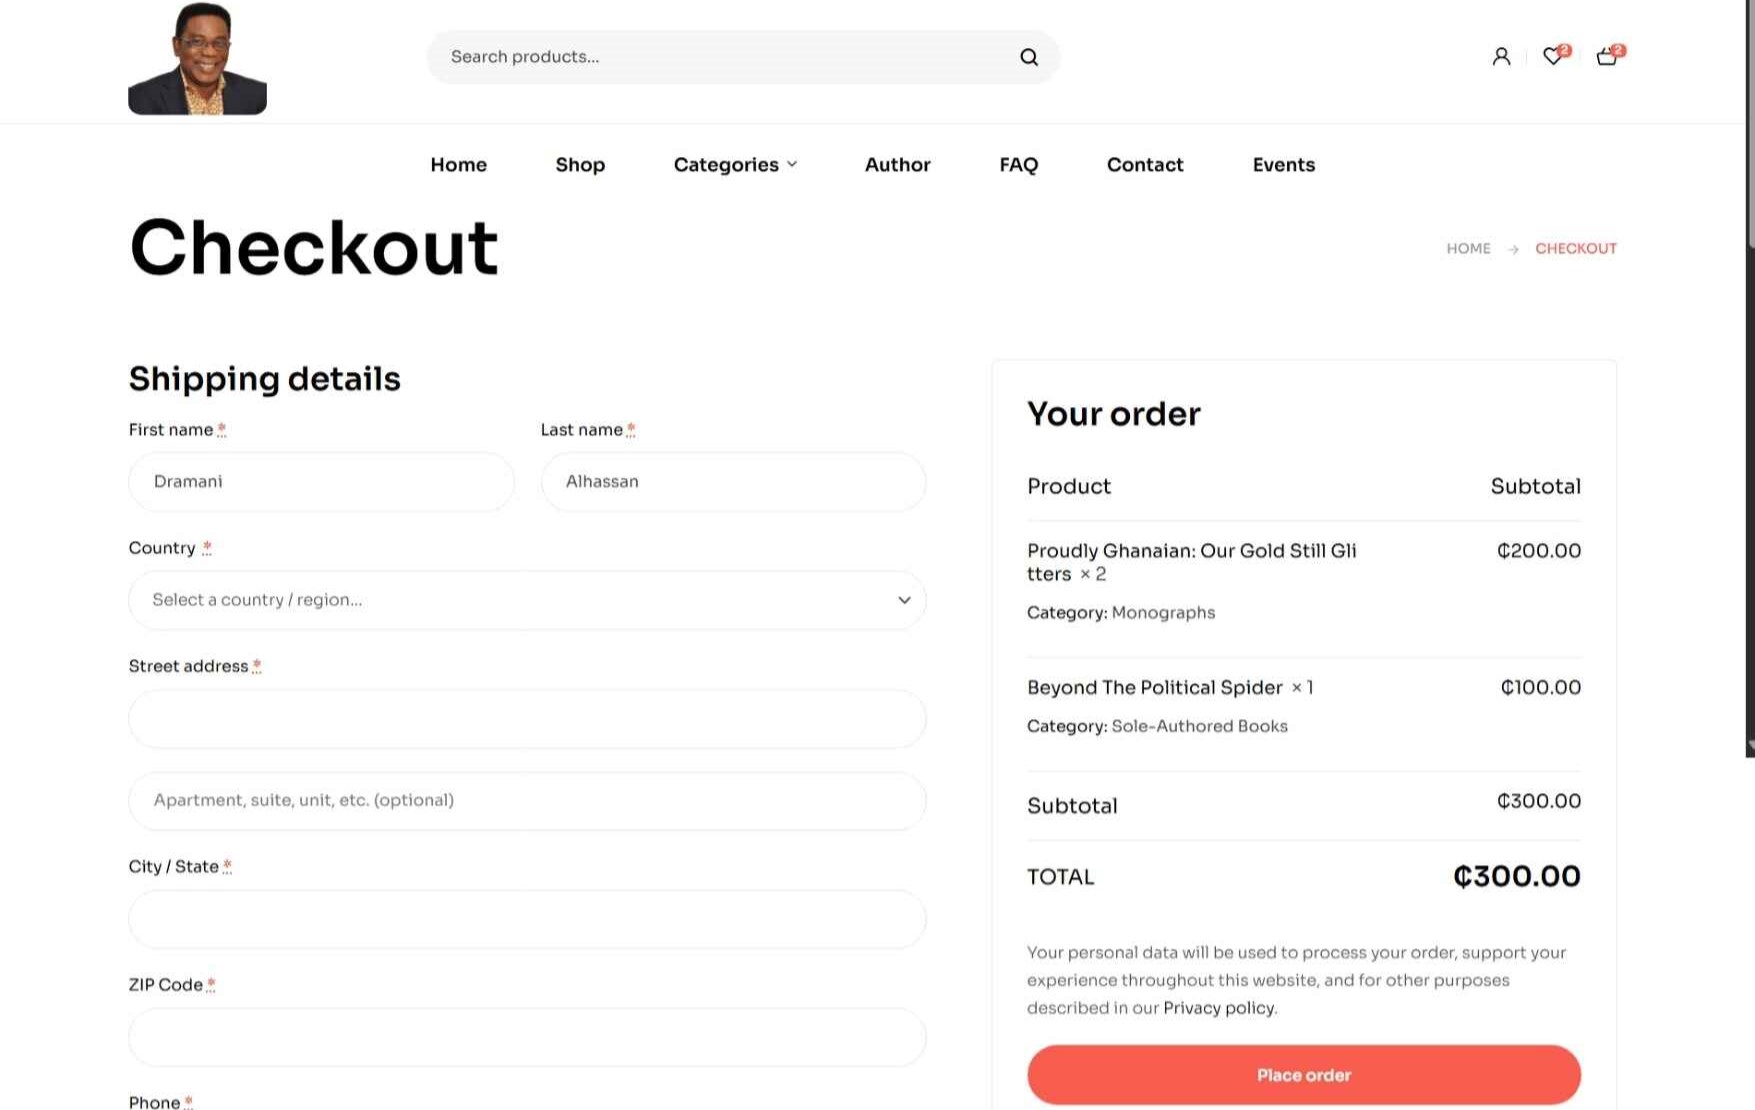 Search products...
2
2
Home
Shop
Categories
Author
FAQ
Contact
Events
Checkout
HOME → CHECKOUT
Shipping details
First name *
Last name *
Dramani
Alhassan
Country *
Select a country / region...
Street address *
Apartment, suite, unit, etc. (optional)
City / State *
ZIP Code *
Phone *
Your order
Product
Subtotal
Proudly Ghanaian: Our Gold Still Gli
tters × 2
₵200.00
Category: Monographs
Beyond The Political Spider × 1
₵100.00
Category: Sole-Authored Books
Subtotal
₵300.00
TOTAL
₵300.00
Your personal data will be used to process your order, support your
experience throughout this website, and for other purposes
described in our Privacy policy.
Place order